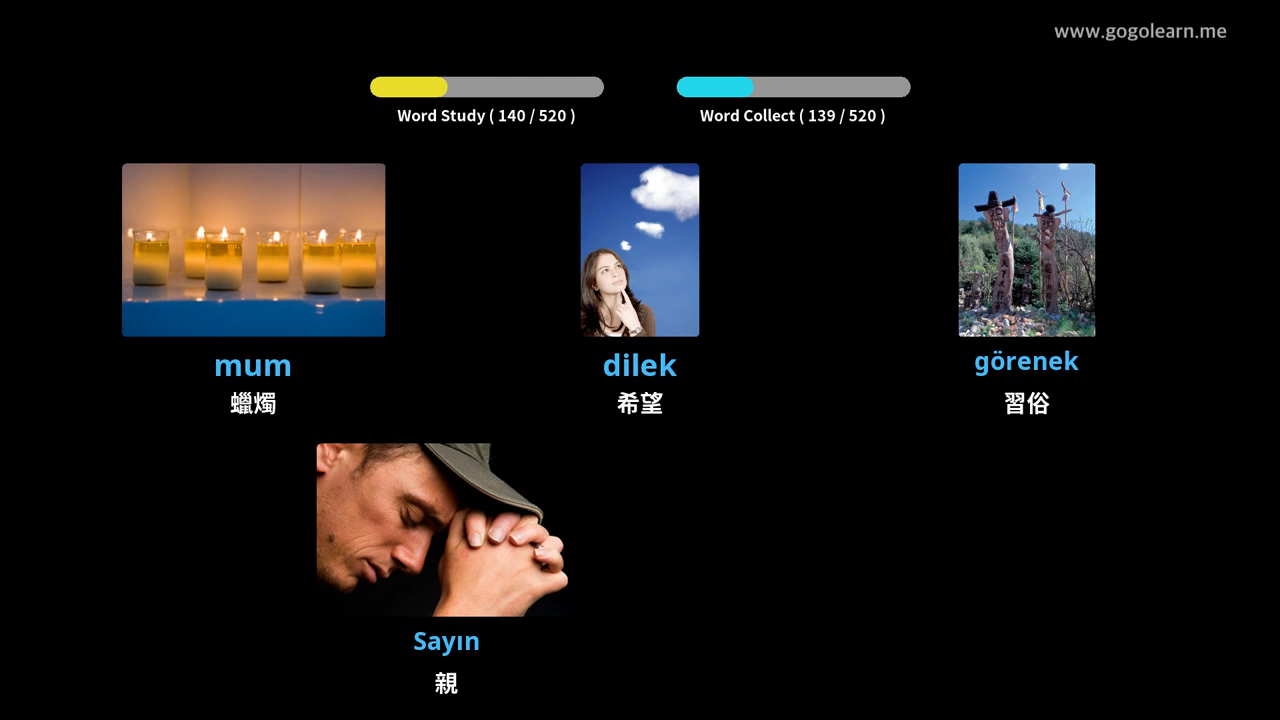 www.gogolearn.me
Word Study ( 140 / 520 )
Word Collect ( 139 / 520 )
mum
蠟燭
dilek
希望
görenek
習俗
Sayın
親